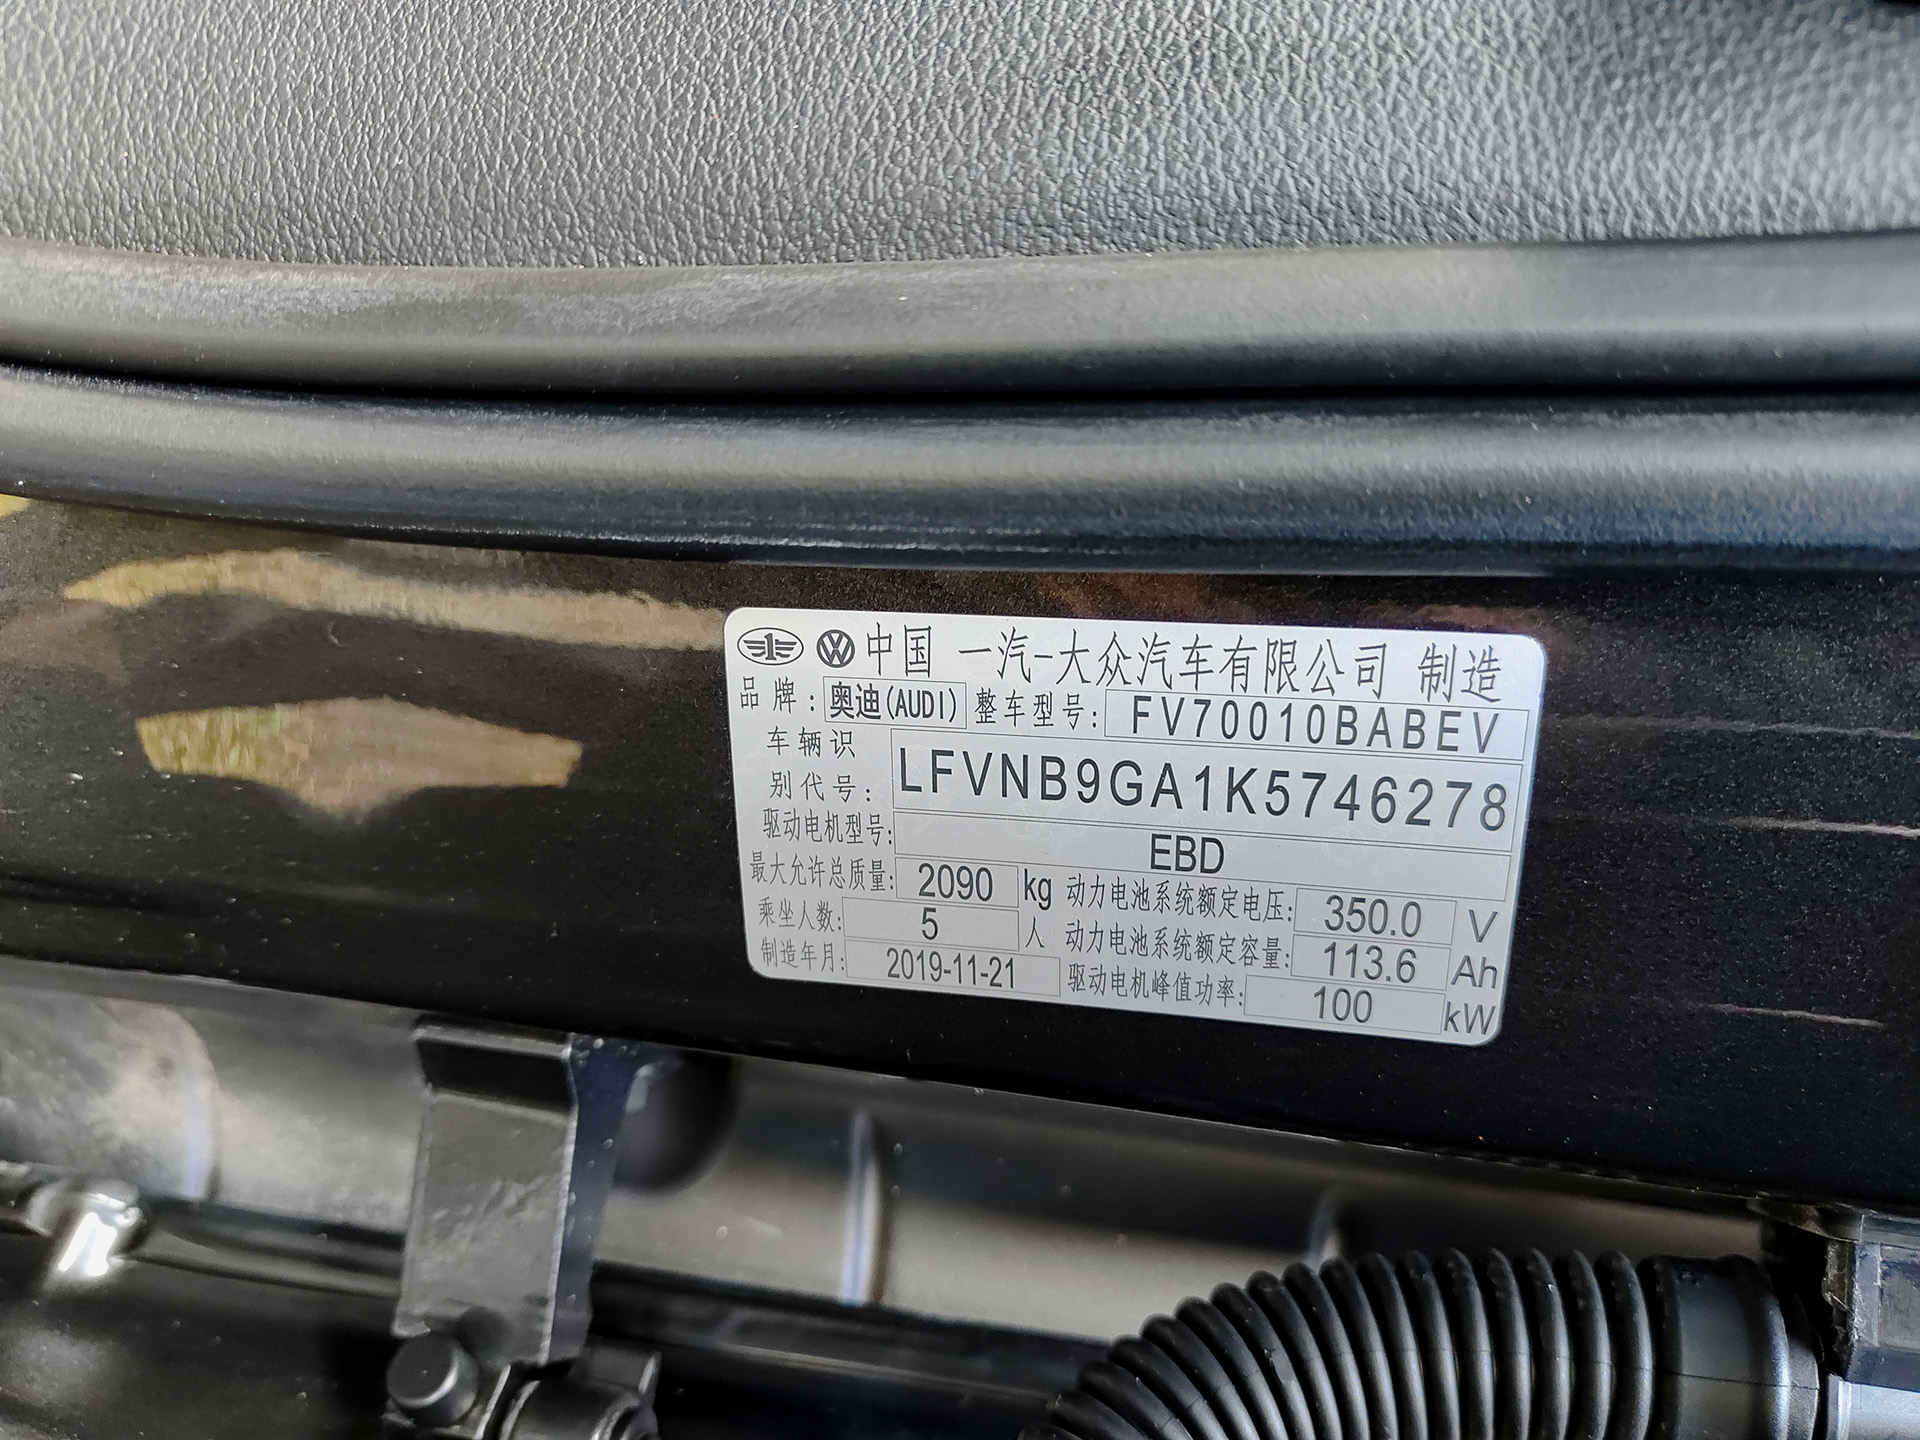 中国 一汽-大众汽车有限公司 制造
品牌: 奥迪(AUDI) 整车型号: FV70010BABEV
车辆识别代号: LFVNB9GA1K5746278
驱动电机型号: EBD
最大允许总质量: 2090 kg 动力电池系统额定电压: 350.0 V
乘坐人数: 5 人 动力电池系统额定容量: 113.6 Ah
制造年月: 2019-11-21 驱动电机峰值功率: 100 kW